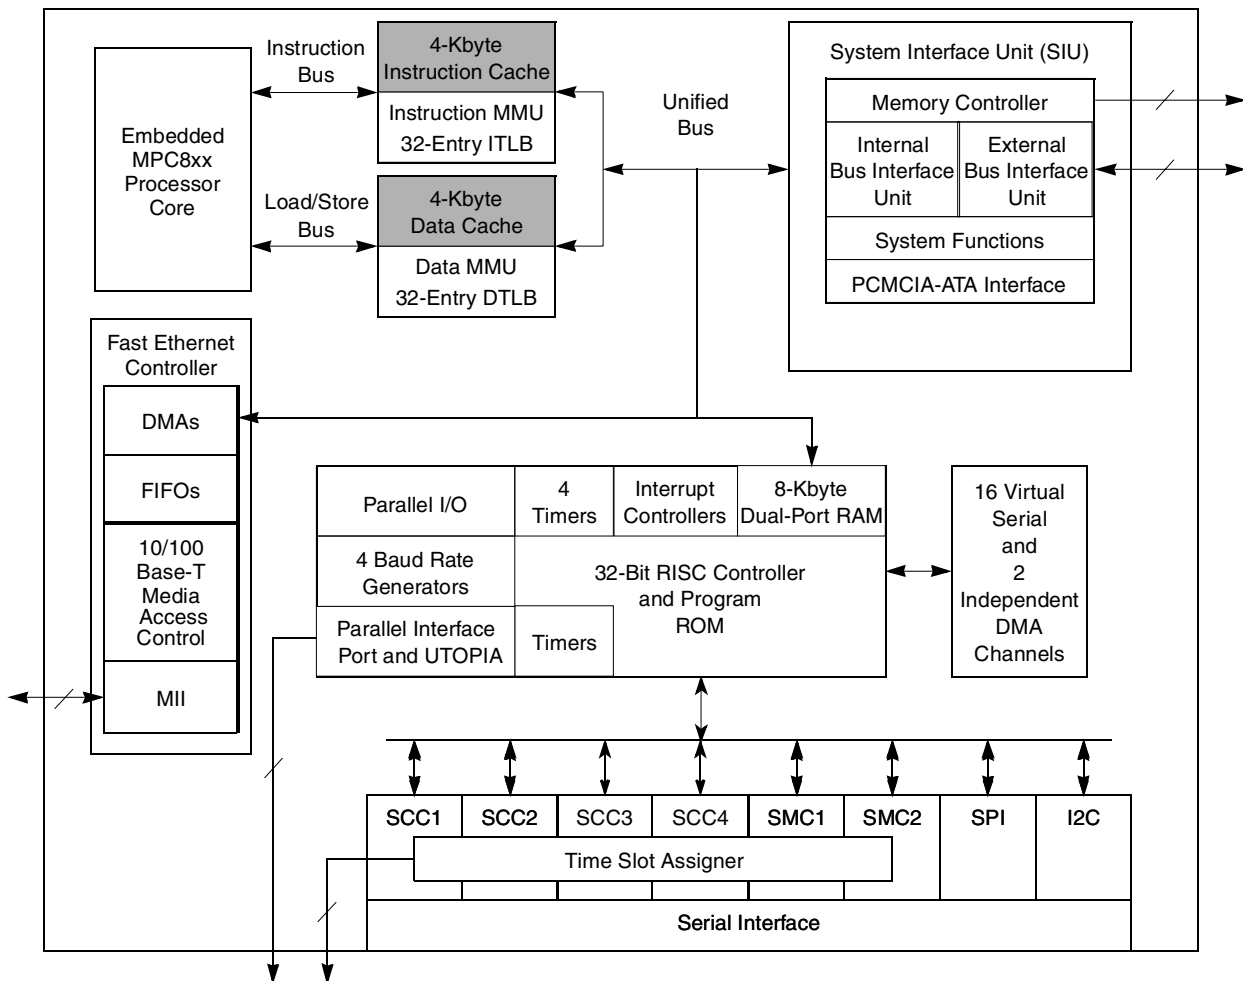 Embedded
MPC8xx
Processor
Core
Instruction
Bus
Load/Store
Bus
4-Kbyte
Instruction Cache
Instruction MMU
32-Entry ITLB
4-Kbyte
Data Cache
Data MMU
32-Entry DTLB
Unified
Bus
System Interface Unit (SIU)
Memory Controller
Internal
Bus Interface
Unit
External
Bus Interface
Unit
System Functions
PCMCIA-ATA Interface
Fast Ethernet
Controller
DMAs
FIFOs
10/100
Base-T
Media
Access
Control
MII
Parallel I/O
4
Timers
Interrupt
Controllers
8-Kbyte
Dual-Port RAM
4 Baud Rate
Generators
32-Bit RISC Controller
and Program
ROM
Parallel Interface
Port and UTOPIA
Timers
16 Virtual
Serial
and
2
Independent
DMA
Channels
SCC1
SCC2
SCC3
SCC4
SMC1
SMC2
SPI
I2C
Time Slot Assigner
Serial Interface